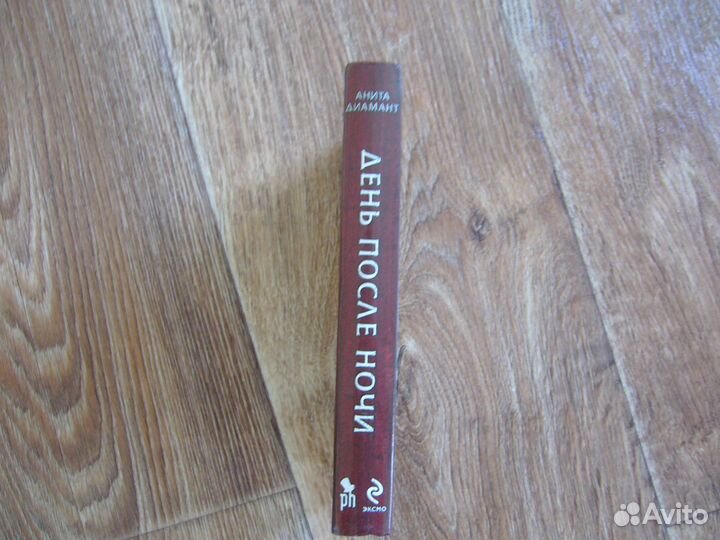 АНИТА
ДИАМАНТ
ДЕНЬ ПОСЛЕ НОЧИ
ph
ЭКСМО
Avito